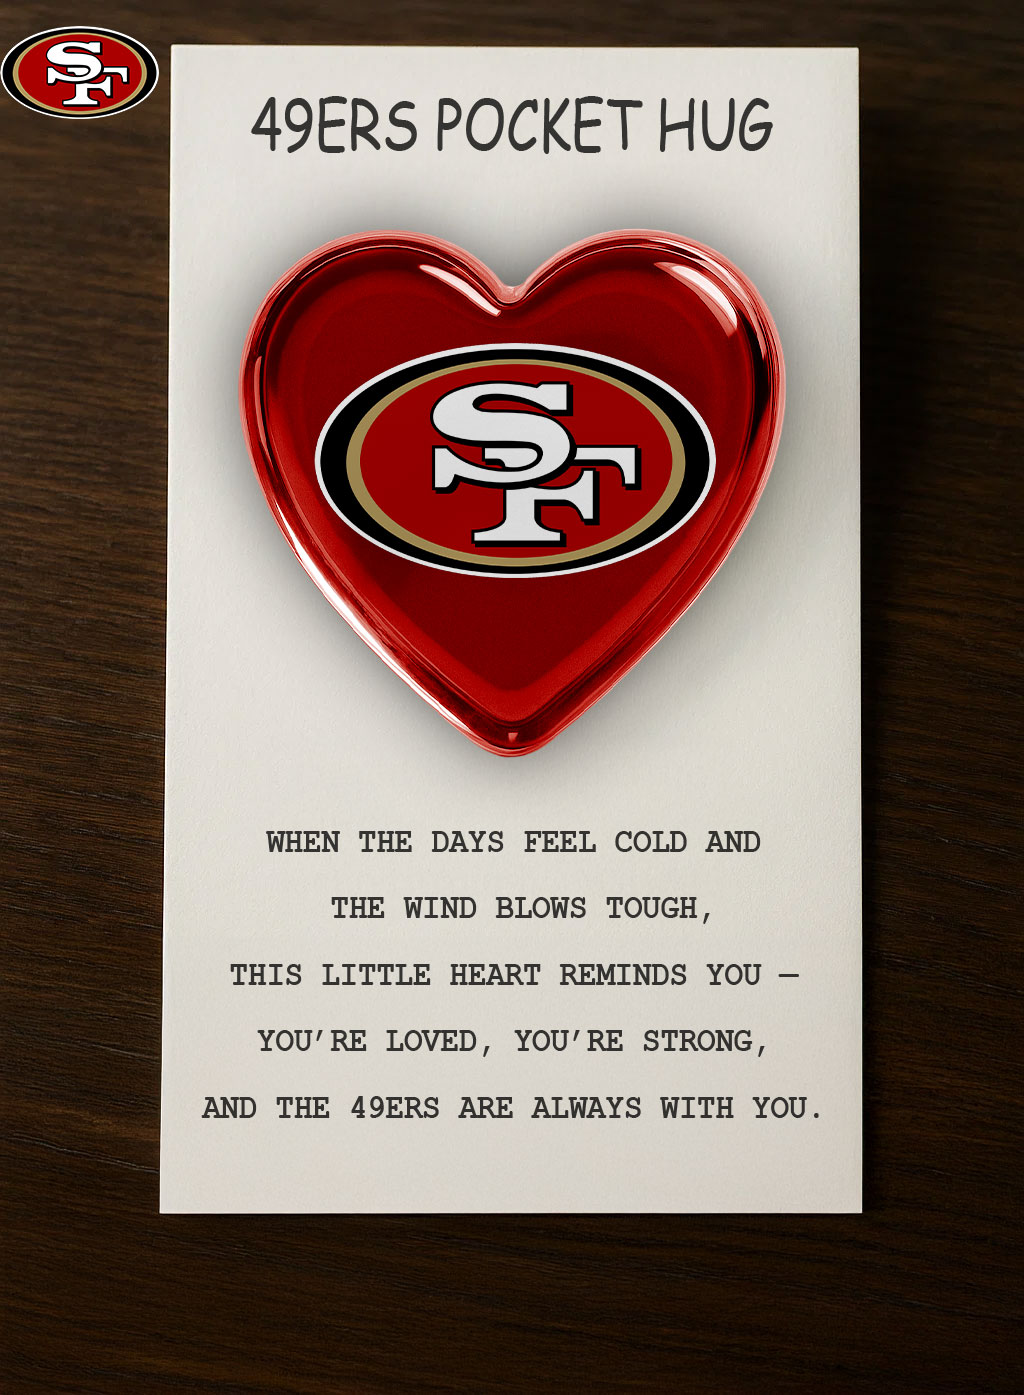 SF
49ERS POCKET HUG
SF
WHEN THE DAYS FEEL COLD AND
THE WIND BLOWS TOUGH,
THIS LITTLE HEART REMINDS YOU —
YOU’RE LOVED, YOU’RE STRONG,
AND THE 49ERS ARE ALWAYS WITH YOU.